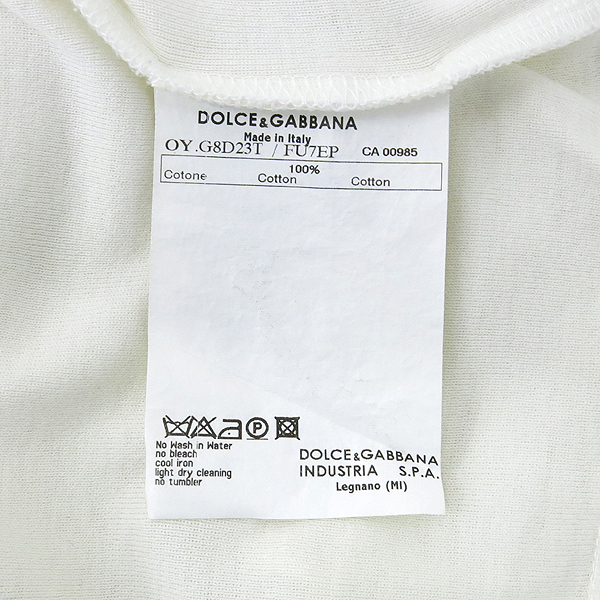 DOLCE&GABBANA
Made in Italy
OY.G8D23T / FU7EP CA 00985
100%
Cotone Cotton Cotton
P
No Wash in Water
no bleach
cool iron
light dry cleaning
no tumbler
DOLCE&GABBANA
INDUSTRIA S.P.A.
Legnano (MI)